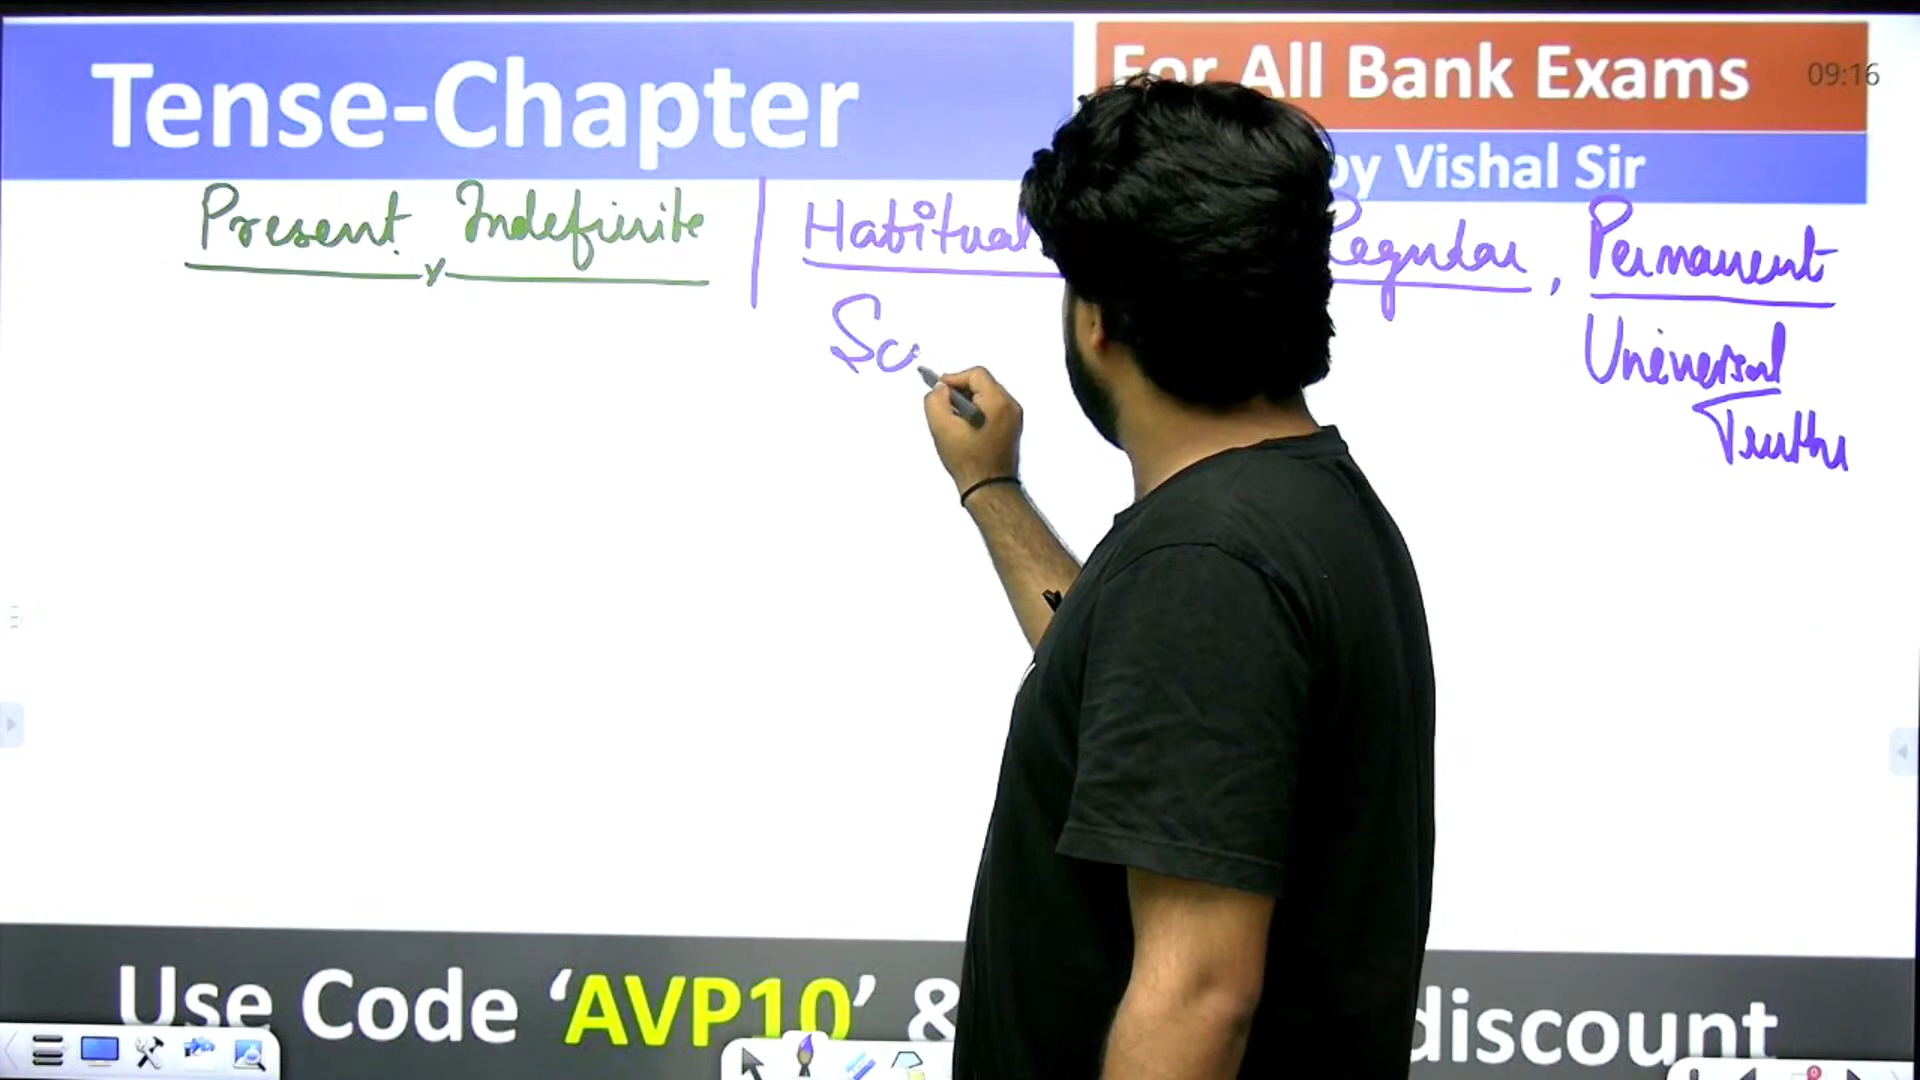 Tense-Chapter
For All Bank Exams
09:16
by Vishal Sir
Present Indefinite | Habitual Regular, Permanent
Universal
Truths
Use Code ‘AVP10’ & discount